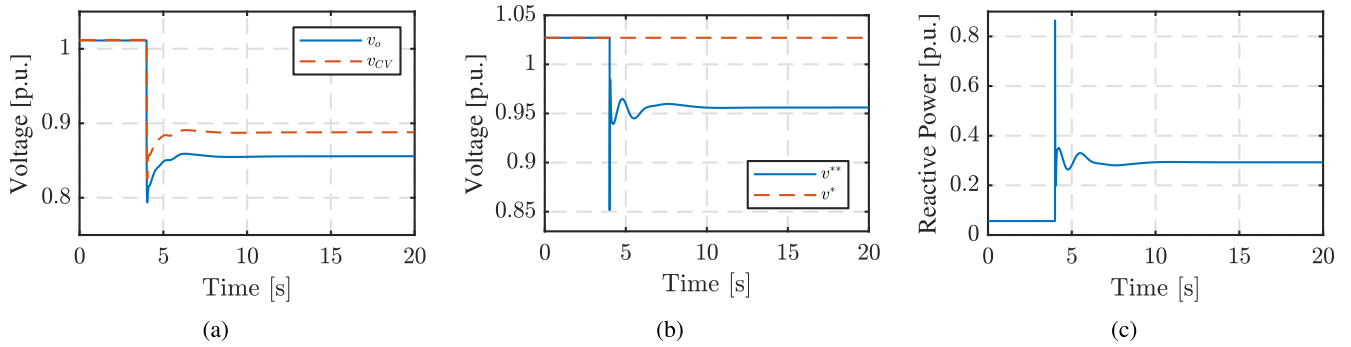 Voltage [p.u.]
1
0.9
0.8
v_o
v_{CV}
0 5 10 15 20
Time [s]
(a)
Voltage [p.u.]
1.05
1
0.95
0.9
0.85
v^{**}
v^*
0 5 10 15 20
Time [s]
(b)
Reactive Power [p.u.]
0.8
0.6
0.4
0.2
0
0 5 10 15 20
Time [s]
(c)